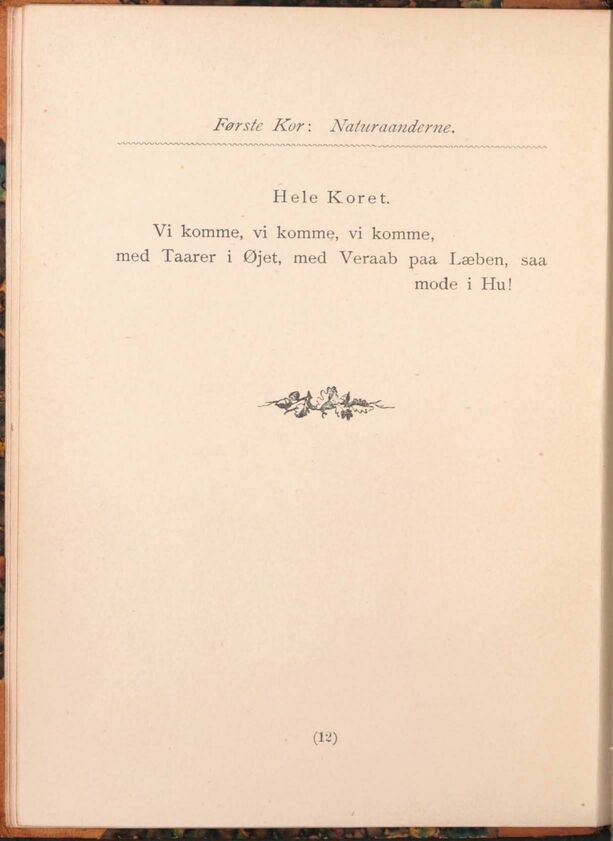 Første Kor: Naturaanderne.
Hele Koret.
Vi komme, vi komme, vi komme,
med Taarer i Øjet, med Veraab paa Læben, saa
mode i Hu!
(12)